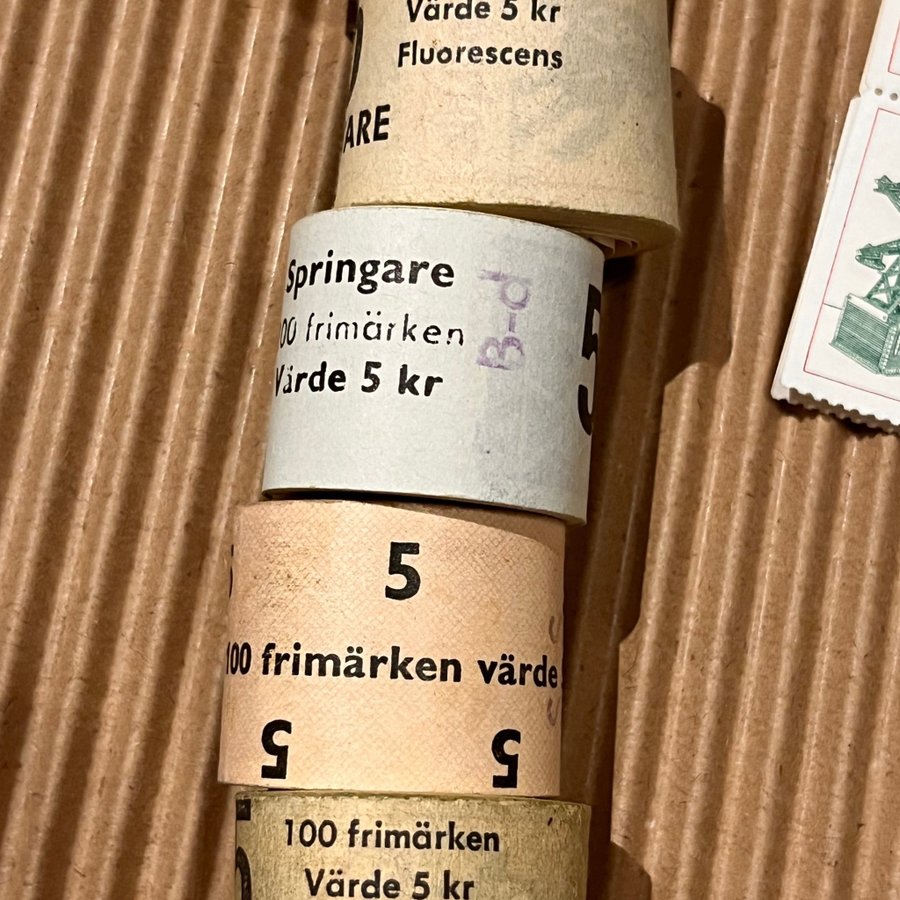 Värde 5 kr
Fluorescens
ARE
Springare
00 frimärken
Värde 5 kr
B-d
5
5
100 frimärken värde
5
5
100 frimärken
Värde 5 kr